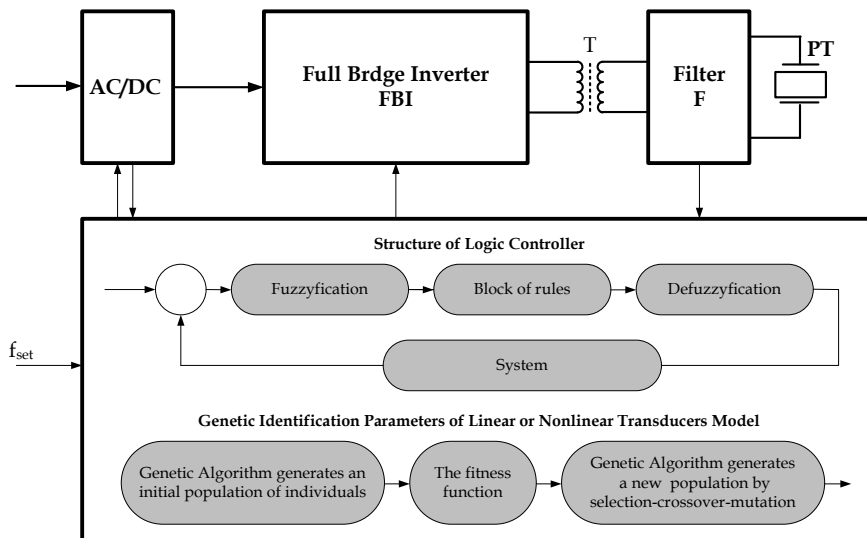 AC/DC
Full Brdge Inverter
FBI
T
Filter
F
PT
Structure of Logic Controller
Fuzzyfication
Block of rules
Defuzzyfication
System
fset
Genetic Identification Parameters of Linear or Nonlinear Transducers Model
Genetic Algorithm generates an
initial population of individuals
The fitness
function
Genetic Algorithm generates
a new population by
selection-crossover-mutation